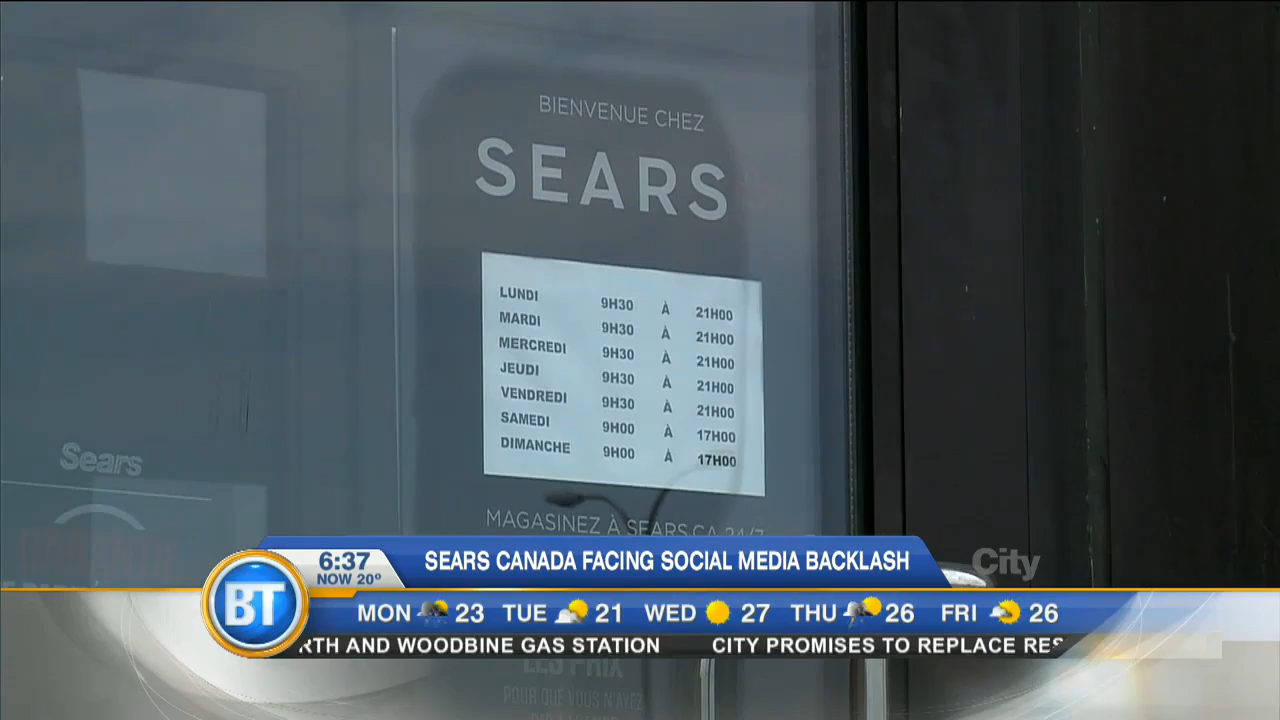 BIENVENUE CHEZ
SEARS
LUNDI 9H30 À 21H00
MARDI 9H30 À 21H00
MERCREDI 9H30 À 21H00
JEUDI 9H30 À 21H00
VENDREDI 9H30 À 21H00
SAMEDI 9H00 À 17H00
DIMANCHE 9H00 À 17H00
Sears
MAGASINEZ À SEARS.CA 24/7
6:37
NOW 20°
SEARS CANADA FACING SOCIAL MEDIA BACKLASH
City
BT
MON 23 TUE 21 WED 27 THU 26 FRI 26
RTH AND WOODBINE GAS STATION CITY PROMISES TO REPLACE RES
LES PRIX
POUR QUE VOUS N'AYEZ